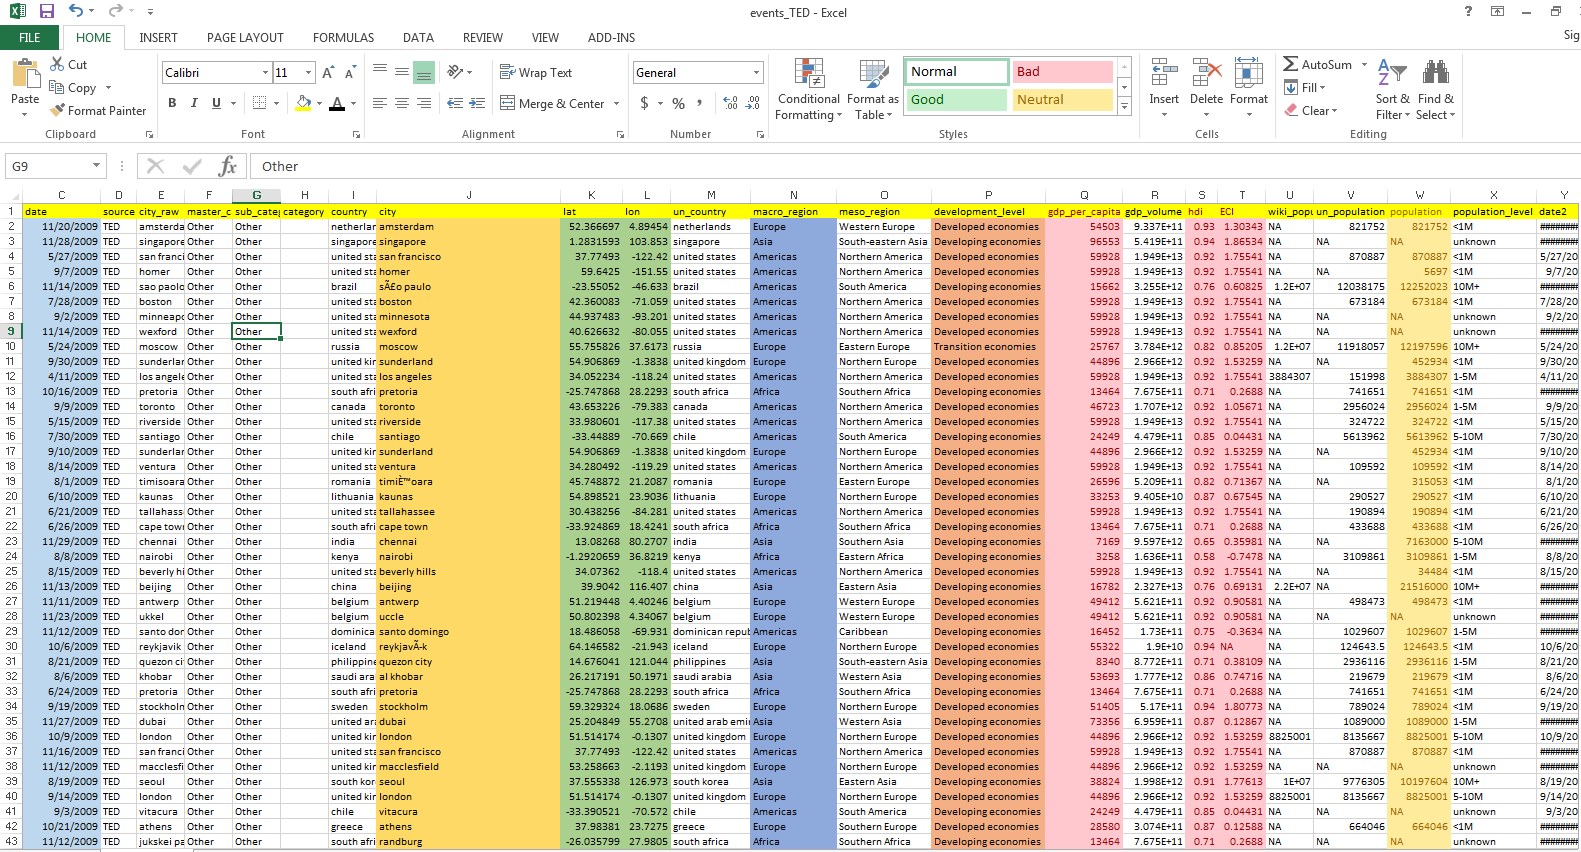 events_TED - Excel
?
FILE HOME INSERT PAGE LAYOUT FORMULAS DATA REVIEW VIEW ADD-INS Sig
Paste
Cut
Copy
Format Painter
Clipboard
Calibri 11
B I U
Font
Wrap Text
Merge & Center
Alignment
General
$ % ,
Number
Conditional Formatting
Format as Table
Normal Bad
Good Neutral
Styles
Insert Delete Format
Cells
AutoSum
Fill
Clear
Sort & Filter
Find & Select
Editing
G9 fx Other
C D E F G H I J K L M N O P Q R S T U V W X Y
1 date source city_raw master_c sub_cate category country city lat lon un_country macro_region meso_region development_level gdp_per_capita gdp_volume hdi ECI wiki_popu un_population population population_level date2
2 11/20/2009 TED amsterda Other Other netherlar amsterdam 52.366697 4.89454 netherlands Europe Western Europe Developed economies 54503 9.337E+11 0.93 1.30343 NA 821752 821752 <1M ########
3 11/28/2009 TED singapore Other Other singapore singapore 1.2831593 103.853 singapore Asia South-eastern Asia Developing economies 96553 5.419E+11 0.94 1.86534 NA NA NA unknown ########
4 5/27/2009 TED san franci Other Other united sta san francisco 37.77493 -122.42 united states Americas Northern America Developed economies 59928 1.949E+13 0.92 1.75541 NA 870887 870887 <1M 5/27/20
5 9/7/2009 TED homer Other Other united sta homer 59.6425 -151.55 united states Americas Northern America Developed economies 59928 1.949E+13 0.92 1.75541 NA NA 5697 <1M 9/7/20
6 11/14/2009 TED sao paolo Other Other brazil sÃ£o paulo -23.55052 -46.633 brazil Americas South America Developing economies 15662 3.255E+12 0.76 0.60825 1.2E+07 12038175 12252023 10M+ ########
7 7/28/2009 TED boston Other Other united sta boston 42.360083 -71.059 united states Americas Northern America Developed economies 59928 1.949E+13 0.92 1.75541 NA 673184 673184 <1M 7/28/20
8 9/2/2009 TED minneapo Other Other united sta minnesota 44.937483 -93.201 united states Americas Northern America Developed economies 59928 1.949E+13 0.92 1.75541 NA NA NA unknown 9/2/20
9 11/14/2009 TED wexford Other Other united sta wexford 40.626632 -80.055 united states Americas Northern America Developed economies 59928 1.949E+13 0.92 1.75541 NA NA NA unknown ########
10 5/24/2009 TED moscow Other Other russia moscow 55.755826 37.6173 russia Europe Eastern Europe Transition economies 25767 3.784E+12 0.82 0.85205 1.2E+07 11918057 12197596 10M+ 5/24/20
11 9/30/2009 TED sunderlar Other Other united kir sunderland 54.906869 -1.3838 united kingdom Europe Northern Europe Developed economies 44896 2.966E+12 0.92 1.53259 NA NA 452934 <1M 9/30/20
12 4/11/2009 TED los angele Other Other united sta los angeles 34.052234 -118.24 united states Americas Northern America Developed economies 59928 1.949E+13 0.92 1.75541 3884307 151998 3884307 1-5M 4/11/20
13 10/16/2009 TED pretoria Other Other south afri pretoria -25.747868 28.2293 south africa Africa Southern Africa Developing economies 13464 7.675E+11 0.71 0.2688 NA 741651 741651 <1M ########
14 9/9/2009 TED toronto Other Other canada toronto 43.653226 -79.383 canada Americas Northern America Developed economies 46723 1.707E+12 0.92 1.05671 NA 2956024 2956024 1-5M 9/9/20
15 5/15/2009 TED riverside Other Other united sta riverside 33.980601 -117.38 united states Americas Northern America Developed economies 59928 1.949E+13 0.92 1.75541 NA 324722 324722 <1M 5/15/20
16 7/30/2009 TED santiago Other Other chile santiago -33.44889 -70.669 chile Americas South America Developing economies 24249 4.479E+11 0.85 0.04431 NA 5613962 5613962 5-10M 7/30/20
17 9/10/2009 TED sunderlar Other Other united kir sunderland 54.906869 -1.3838 united kingdom Europe Northern Europe Developed economies 44896 2.966E+12 0.92 1.53259 NA NA 452934 <1M 9/10/20
18 8/14/2009 TED ventura Other Other united sta ventura 34.280492 -119.29 united states Americas Northern America Developed economies 59928 1.949E+13 0.92 1.75541 NA 109592 109592 <1M 8/14/20
19 8/1/2009 TED timisoara Other Other romania timiÈ™oara 45.748872 21.2087 romania Europe Eastern Europe Developed economies 26596 5.209E+11 0.82 0.71367 NA NA 315053 <1M 8/1/20
20 6/10/2009 TED kaunas Other Other lithuania kaunas 54.898521 23.9036 lithuania Europe Northern Europe Developed economies 33253 9.405E+10 0.87 0.67545 NA 290527 290527 <1M 6/10/20
21 6/21/2009 TED tallahass Other Other united sta tallahassee 30.438256 -84.281 united states Americas Northern America Developed economies 59928 1.949E+13 0.92 1.75541 NA 190894 190894 <1M 6/21/20
22 6/26/2009 TED cape town Other Other south afri cape town -33.924869 18.4241 south africa Africa Southern Africa Developing economies 13464 7.675E+11 0.71 0.2688 NA 433688 433688 <1M 6/26/20
23 11/29/2009 TED chennai Other Other india chennai 13.08268 80.2707 india Asia Southern Asia Developing economies 7169 9.597E+12 0.65 0.35981 NA NA 7163000 5-10M ########
24 8/8/2009 TED nairobi Other Other kenya nairobi -1.2920659 36.8219 kenya Africa Eastern Africa Developing economies 3258 1.636E+11 0.58 -0.7478 NA 3109861 3109861 1-5M 8/8/20
25 8/15/2009 TED beverly hi Other Other united sta beverly hills 34.07362 -118.4 united states Americas Northern America Developed economies 59928 1.949E+13 0.92 1.75541 NA NA 34484 <1M 8/15/20
26 11/13/2009 TED beijing Other Other china beijing 39.9042 116.407 china Asia Eastern Asia Developing economies 16782 2.327E+13 0.76 0.69131 2.2E+07 NA 21516000 10M+ ########
27 11/11/2009 TED antwerp Other Other belgium antwerp 51.219448 4.40246 belgium Europe Western Europe Developed economies 49412 5.621E+11 0.92 0.90581 NA 498473 498473 <1M ########
28 11/23/2009 TED ukkel Other Other belgium uccle 50.802398 4.34067 belgium Europe Western Europe Developed economies 49412 5.621E+11 0.92 0.90581 NA NA NA unknown ########
29 11/12/2009 TED santo dor Other Other dominica santo domingo 18.486058 -69.931 dominican repul Americas Caribbean Developing economies 16452 1.73E+11 0.75 -0.3634 NA 1029607 1029607 1-5M ########
30 10/6/2009 TED reykjavik Other Other iceland reykjavÃ­k 64.146582 -21.943 iceland Europe Northern Europe Developed economies 55322 1.9E+10 0.94 NA NA 124643.5 124643.5 <1M 10/6/20
31 8/21/2009 TED quezon ci Other Other philippine quezon city 14.676041 121.044 philippines Asia South-eastern Asia Developing economies 8340 8.772E+11 0.71 0.38109 NA 2936116 2936116 1-5M 8/21/20
32 8/6/2009 TED al khobar Other Other saudi arab al khobar 26.217191 50.1971 saudi arabia Asia Western Asia Developing economies 53693 1.777E+12 0.86 0.74716 NA 219679 219679 <1M 8/6/20
33 6/24/2009 TED pretoria Other Other south afri pretoria -25.747868 28.2293 south africa Africa Southern Africa Developing economies 13464 7.675E+11 0.71 0.2688 NA 741651 741651 <1M 6/24/20
34 9/19/2009 TED stockholn Other Other sweden stockholm 59.329324 18.0686 sweden Europe Northern Europe Developed economies 51405 5.17E+11 0.94 1.80773 NA 789024 789024 <1M 9/19/20
35 11/27/2009 TED dubai Other Other united ar dubai 25.204849 55.2708 united arab emi Asia Western Asia Developing economies 73356 6.959E+11 0.87 0.12867 NA 1089000 1089000 1-5M ########
36 10/9/2009 TED london Other Other united kir london 51.514174 -0.1307 united kingdom Europe Northern Europe Developed economies 44896 2.966E+12 0.92 1.53259 8825001 8135667 8825001 5-10M 10/9/20
37 11/16/2009 TED san franci Other Other united sta san francisco 37.77493 -122.42 united states Americas Northern America Developed economies 59928 1.949E+13 0.92 1.75541 NA 870887 870887 <1M ########
38 11/12/2009 TED macclesfi Other Other united kir macclesfield 53.258663 -2.1193 united kingdom Europe Northern Europe Developed economies 44896 2.966E+12 0.92 1.53259 NA NA NA unknown ########
39 8/19/2009 TED seoul Other Other south kor seoul 37.555338 126.973 south korea Asia Eastern Asia Developing economies 38824 1.998E+12 0.91 1.77613 1E+07 9776305 10197604 10M+ 8/19/20
40 9/14/2009 TED london Other Other united kir london 51.514174 -0.1307 united kingdom Europe Northern Europe Developed economies 44896 2.966E+12 0.92 1.53259 8825001 8135667 8825001 5-10M 9/14/20
41 9/3/2009 TED vitacura Other Other chile vitacura -33.390521 -70.572 chile Americas South America Developing economies 24249 4.479E+11 0.85 0.04431 NA NA NA unknown 9/3/20
42 10/21/2009 TED athens Other Other greece athens 37.98381 23.7275 greece Europe Southern Europe Developed economies 28580 3.074E+11 0.87 0.12588 NA 664046 664046 <1M ########
43 11/12/2009 TED jukskei pa Other Other south afri randburg -26.035799 27.9805 south africa Africa Southern Africa Developing economies 13464 7.675E+11 0.71 0.2688 NA NA NA unknown ########